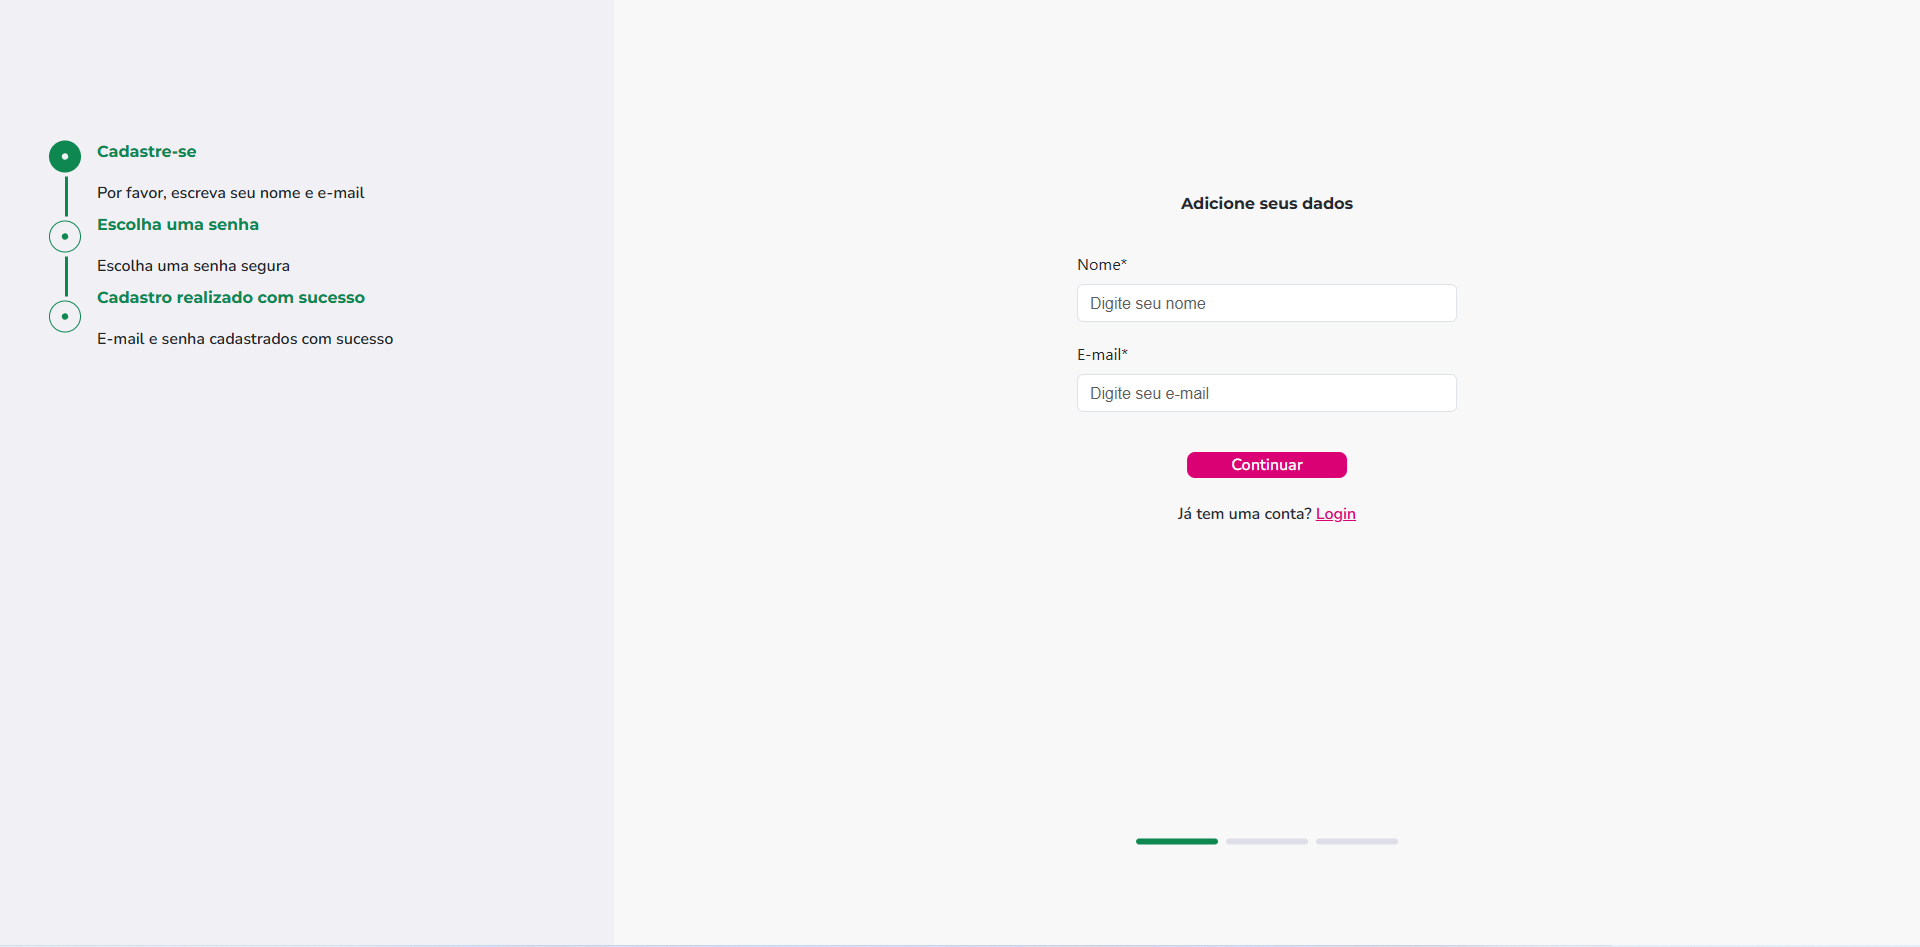 Cadastre-se
Por favor, escreva seu nome e e-mail
Escolha uma senha
Escolha uma senha segura
Cadastro realizado com sucesso
E-mail e senha cadastrados com sucesso
Adicione seus dados
Nome*
Digite seu nome
E-mail*
Digite seu e-mail
Continuar
Já tem uma conta? Login